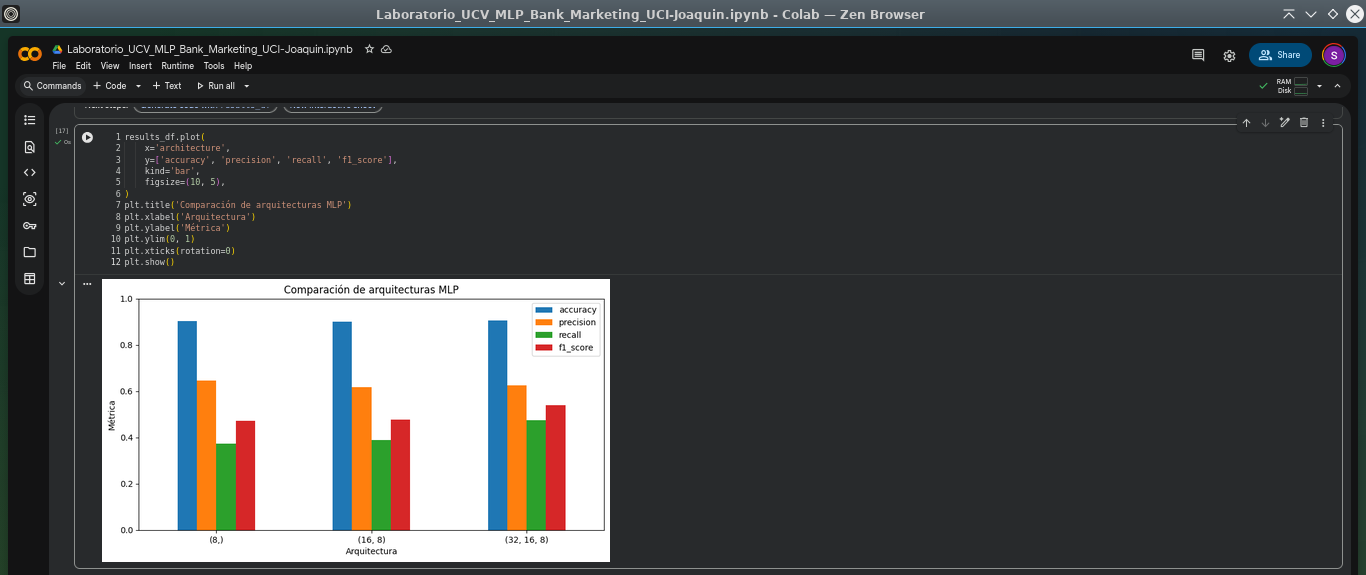 Laboratorio_UCV_MLP_Bank_Marketing_UCI-Joaquin.ipynb - Colab — Zen Browser
Laboratorio_UCV_MLP_Bank_Marketing_UCI-Joaquin.ipynb
File Edit View Insert Runtime Tools Help
Share
S
Commands + Code + Text Run all
RAM
Disk
[17]
0s
1 results_df.plot(
2 x='architecture',
3 y=['accuracy', 'precision', 'recall', 'f1_score'],
4 kind='bar',
5 figsize=(10, 5),
6 )
7 plt.title('Comparación de arquitecturas MLP')
8 plt.xlabel('Arquitectura')
9 plt.ylabel('Métrica')
10 plt.ylim(0, 1)
11 plt.xticks(rotation=0)
12 plt.show()
Comparación de arquitecturas MLP
accuracy
precision
recall
f1_score
1.0
0.8
0.6
0.4
0.2
0.0
Métrica
(8,) (16, 8) (32, 16, 8)
Arquitectura